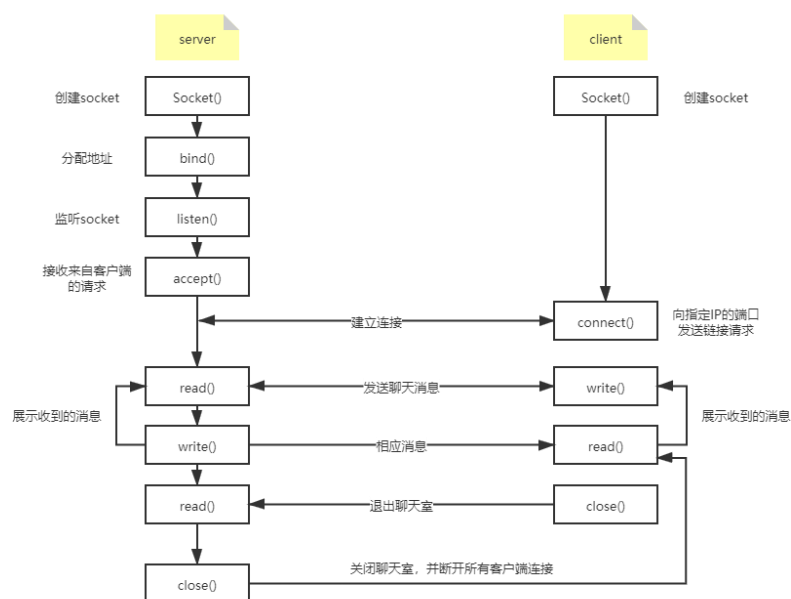 server
client
创建socket
Socket()
Socket()
创建socket
分配地址
bind()
监听socket
listen()
接收来自客户端
的请求
accept()
建立连接
connect()
向指定IP的端口
发送链接请求
read()
发送聊天消息
write()
展示收到的消息
展示收到的消息
write()
相应消息
read()
read()
退出聊天室
close()
关闭聊天室，并断开所有客户端连接
close()